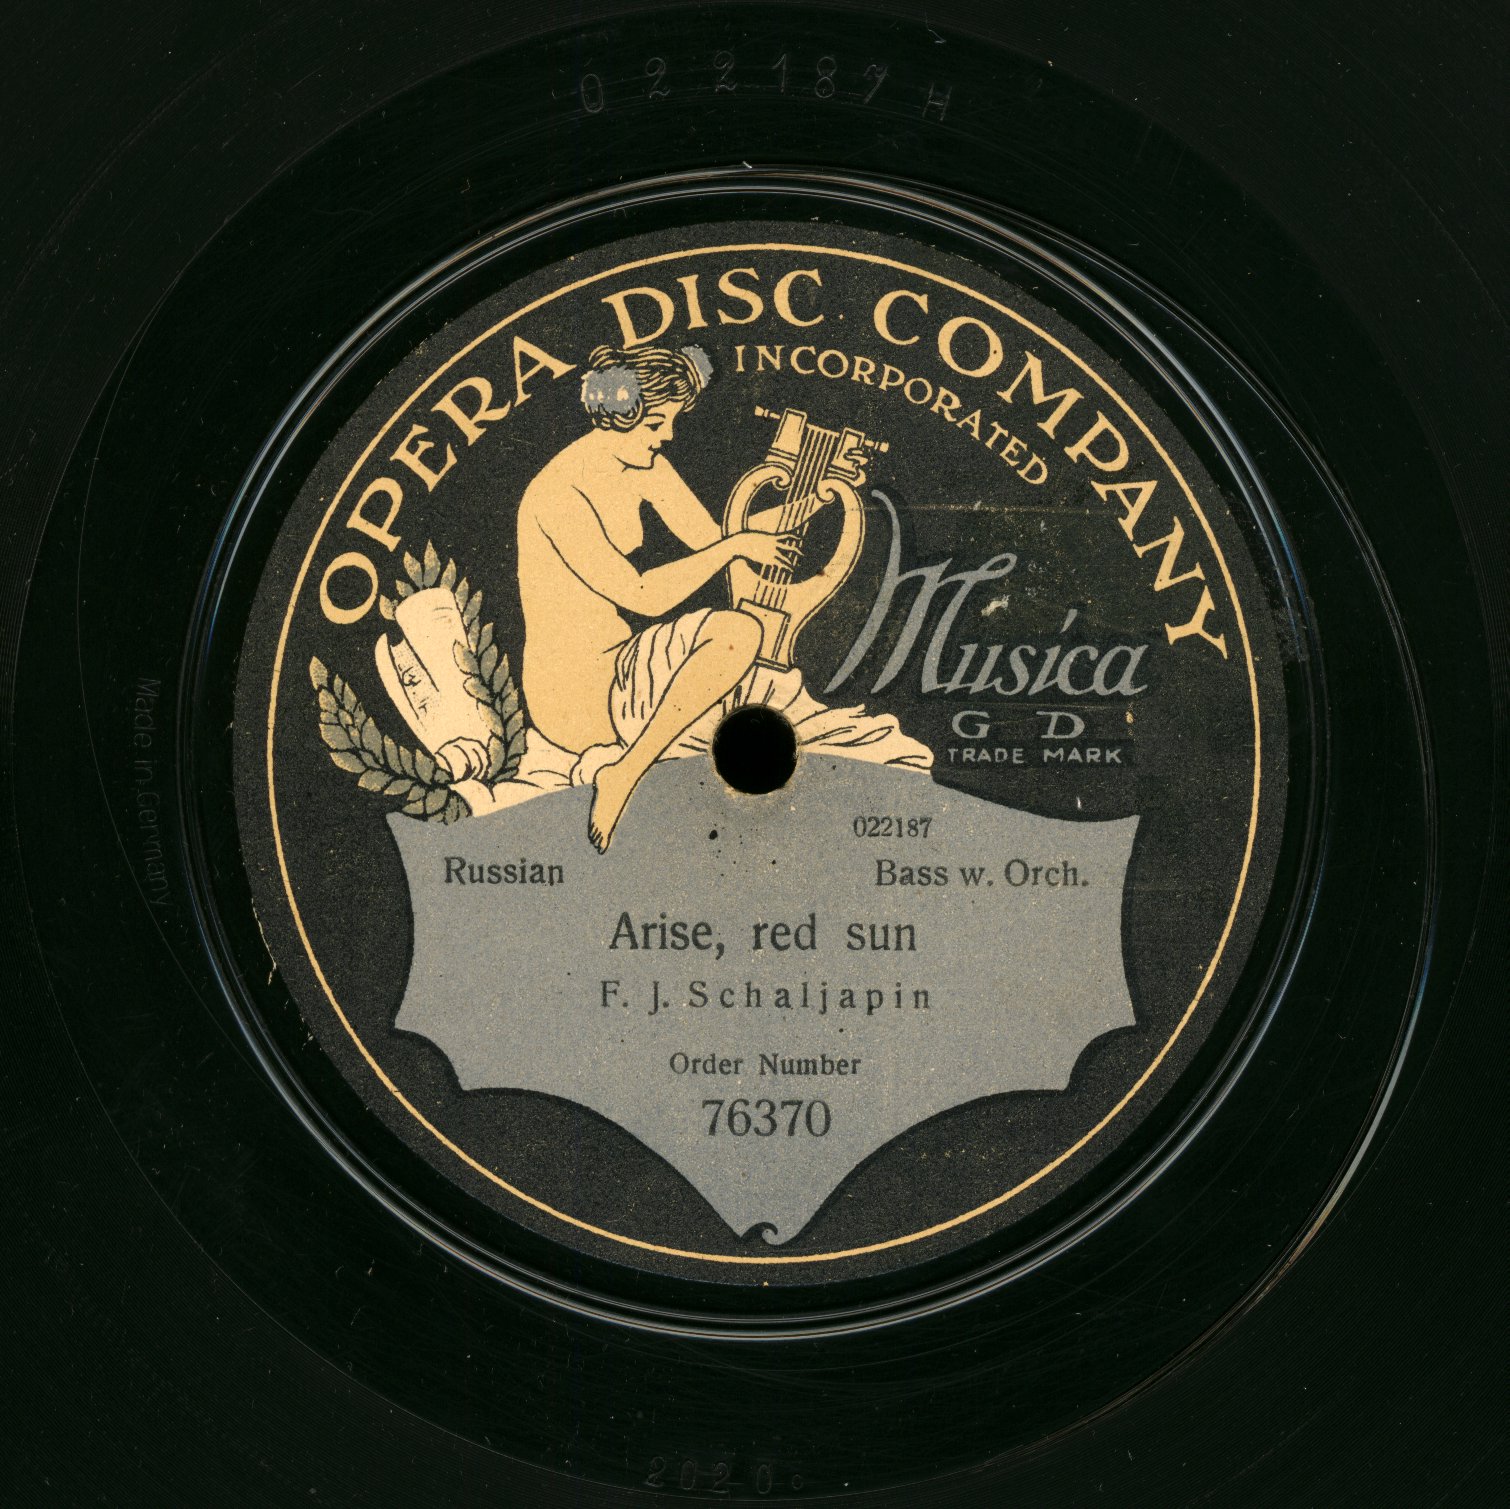 022187 H
OPERA DISC COMPANY
INCORPORATED
Musica
G D
TRADE MARK
Made in Germany
022187
Russian Bass w. Orch.
Arise, red sun
F. J. Schaljapin
Order Number
76370
2020.